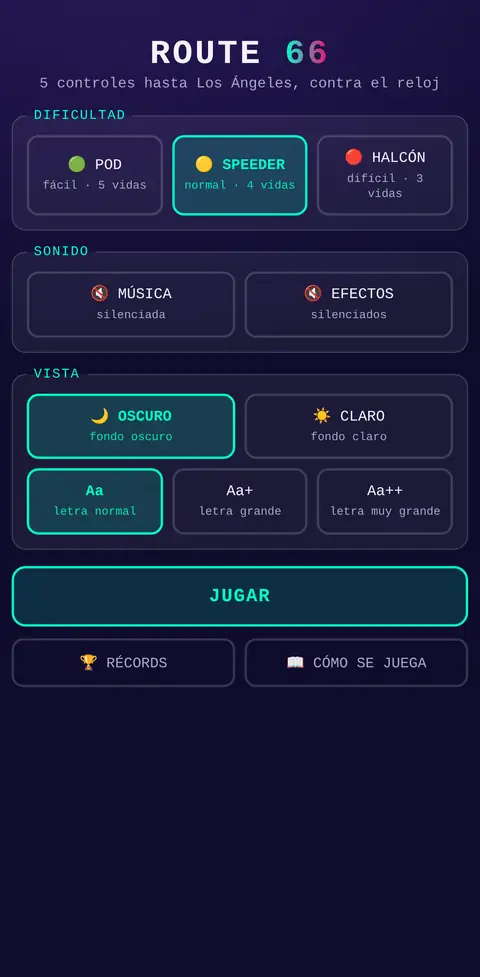 ROUTE 66
5 controles hasta Los Ángeles, contra el reloj
DIFICULTAD
POD
fácil · 5 vidas
SPEEDER
normal · 4 vidas
HALCÓN
difícil · 3
vidas
SONIDO
MÚSICA
silenciada
EFECTOS
silenciados
VISTA
OSCURO
fondo oscuro
CLARO
fondo claro
Aa
letra normal
Aa+
letra grande
Aa++
letra muy grande
JUGAR
RÉCORDS
CÓMO SE JUEGA